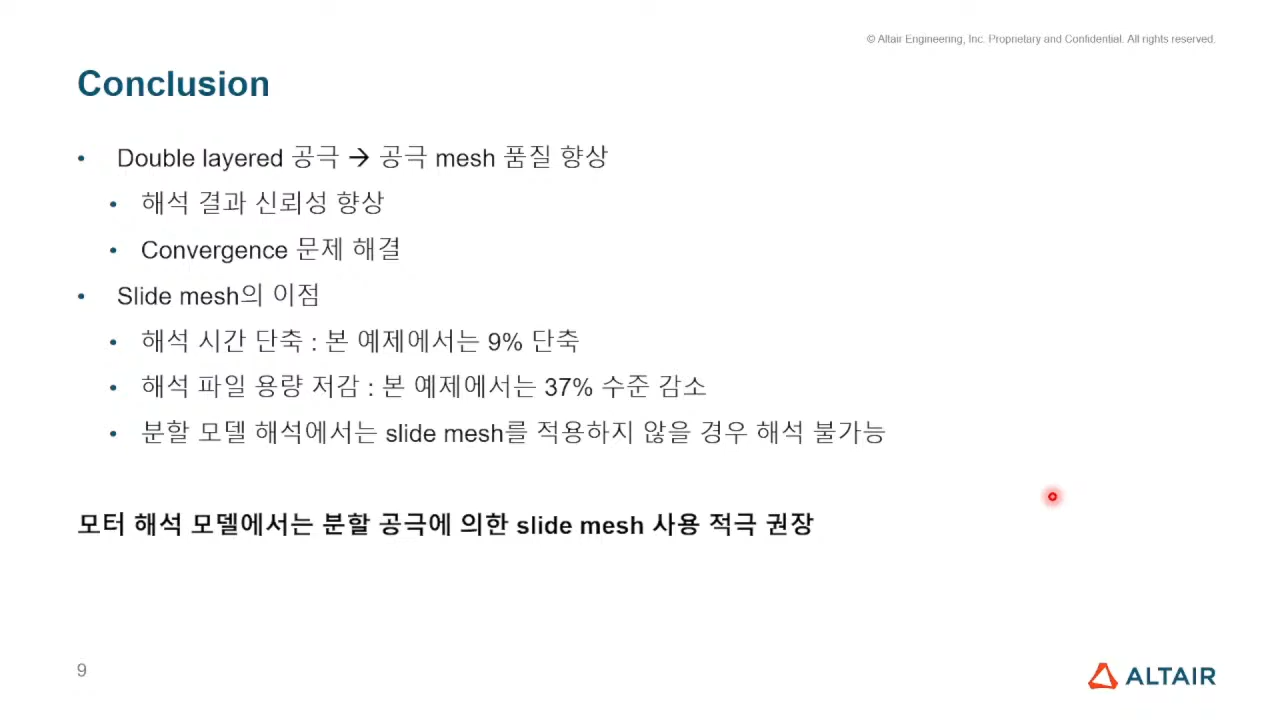 © Altair Engineering, Inc. Proprietary and Confidential. All rights reserved.
Conclusion
• Double layered 공극 → 공극 mesh 품질 향상
• 해석 결과 신뢰성 향상
• Convergence 문제 해결
• Slide mesh의 이점
• 해석 시간 단축 : 본 예제에서는 9% 단축
• 해석 파일 용량 저감 : 본 예제에서는 37% 수준 감소
• 분할 모델 해석에서는 slide mesh를 적용하지 않을 경우 해석 불가능
모터 해석 모델에서는 분할 공극에 의한 slide mesh 사용 적극 권장
9
ALTAIR